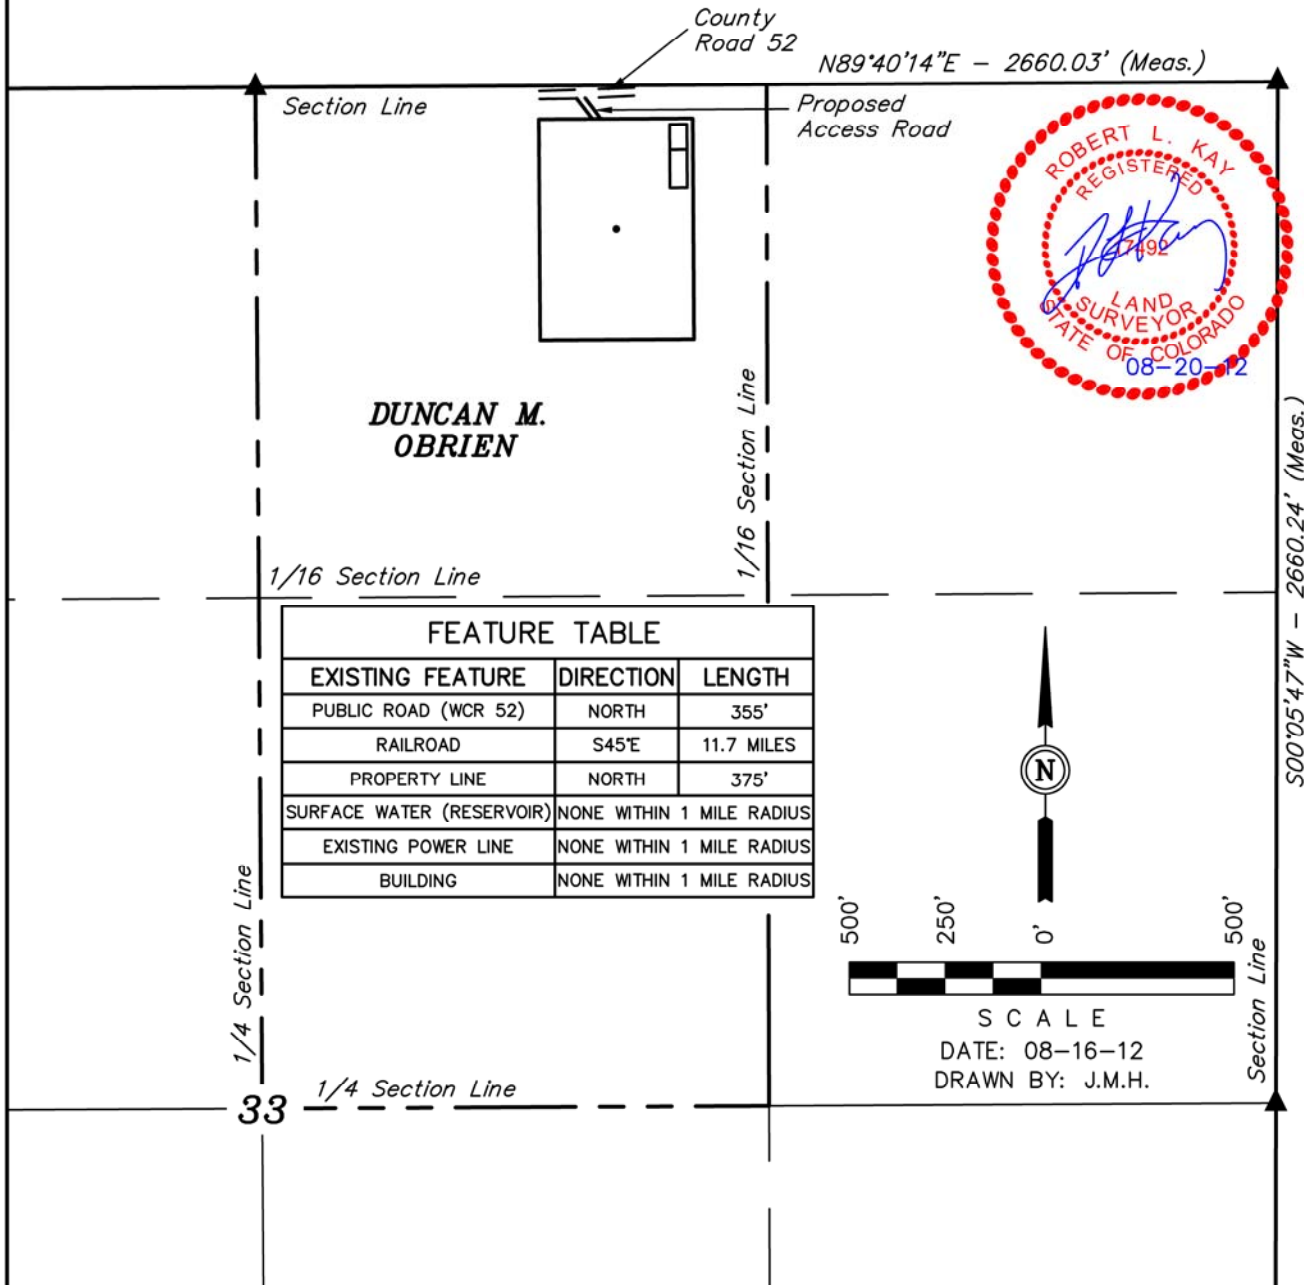 County
Road 52
N89°40'14"E - 2660.03' (Meas.)
Section Line
Proposed
Access Road
ROBERT L. KAY
REGISTERED
7492
LAND
SURVEYOR
STATE OF COLORADO
08-20-12
DUNCAN M.
OBRIEN
1/16 Section Line
1/16 Section Line
S00°05'47"W - 2660.24' (Meas.)
FEATURE TABLE
EXISTING FEATURE DIRECTION LENGTH
PUBLIC ROAD (WCR 52) NORTH 355'
RAILROAD S45°E 11.7 MILES
PROPERTY LINE NORTH 375'
SURFACE WATER (RESERVOIR) NONE WITHIN 1 MILE RADIUS
EXISTING POWER LINE NONE WITHIN 1 MILE RADIUS
BUILDING NONE WITHIN 1 MILE RADIUS
N
1/4 Section Line
500' 250' 0' 500'
SCALE
DATE: 08-16-12
DRAWN BY: J.M.H.
Section Line
1/4 Section Line
33